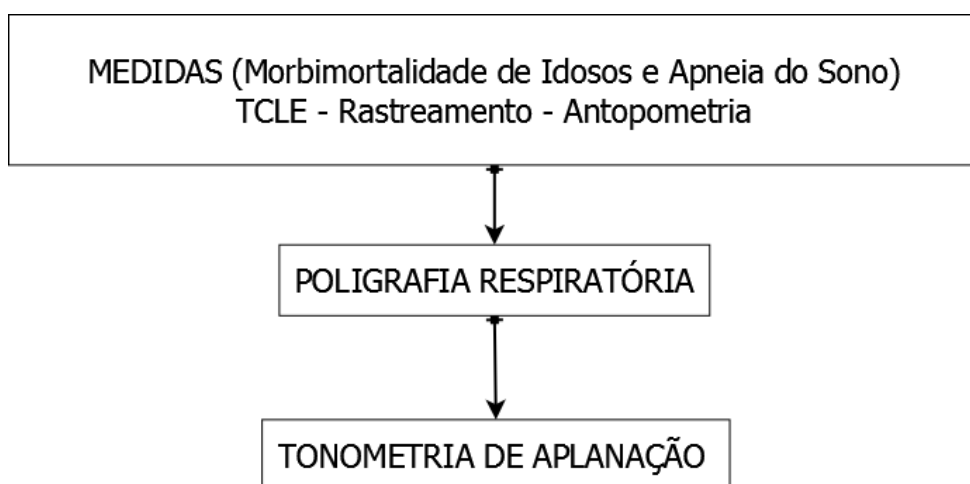 MEDIDAS (Morbimortalidade de Idosos e Apneia do Sono)
TCLE - Rastreamento - Antopometria
POLIGRAFIA RESPIRATÓRIA
TONOMETRIA DE APLANAÇÃO